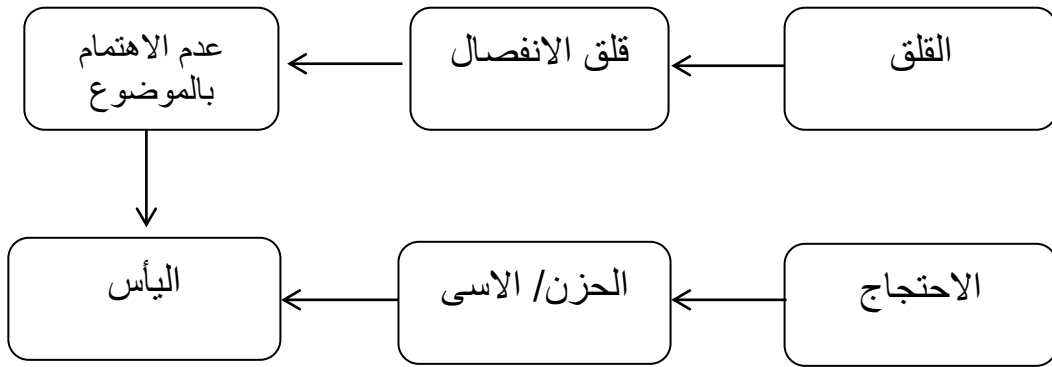 القلق
قلق الانفصال
عدم الاهتمام
بالموضوع
الاحتجاج
الحزن/ الاسى
اليأس